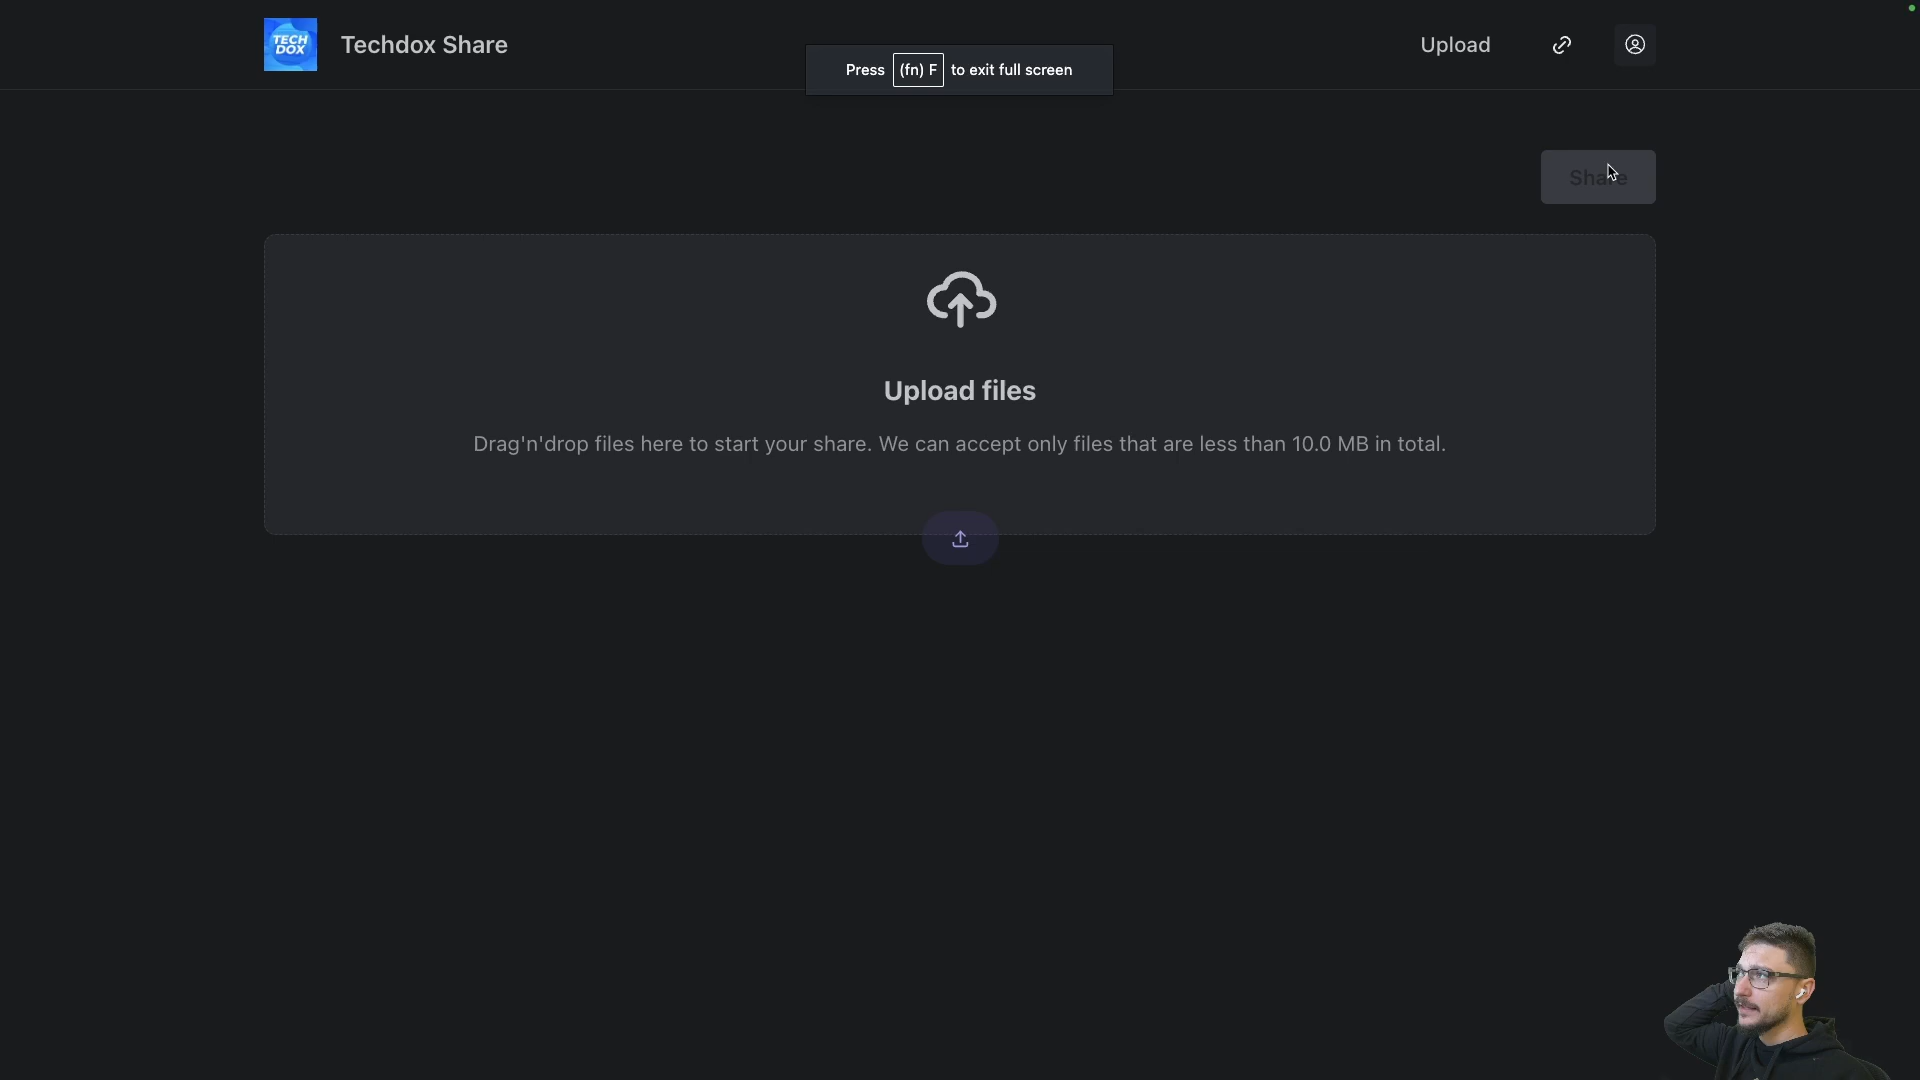 TECH
DOX
Techdox Share
Upload
Press (fn) F to exit full screen
Share
Upload files
Drag'n'drop files here to start your share. We can accept only files that are less than 10.0 MB in total.